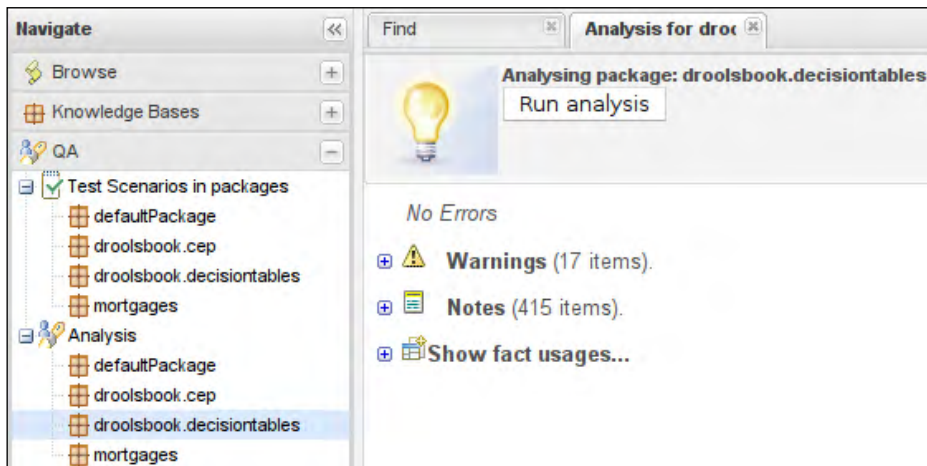 Navigate
Browse
Knowledge Bases
QA
Test Scenarios in packages
defaultPackage
droolsbook.cep
droolsbook.decisiontables
mortgages
Analysis
defaultPackage
droolsbook.cep
droolsbook.decisiontables
mortgages
Find
Analysis for droc
Analysing package: droolsbook.decisiontables
Run analysis
No Errors
Warnings (17 items).
Notes (415 items).
Show fact usages...